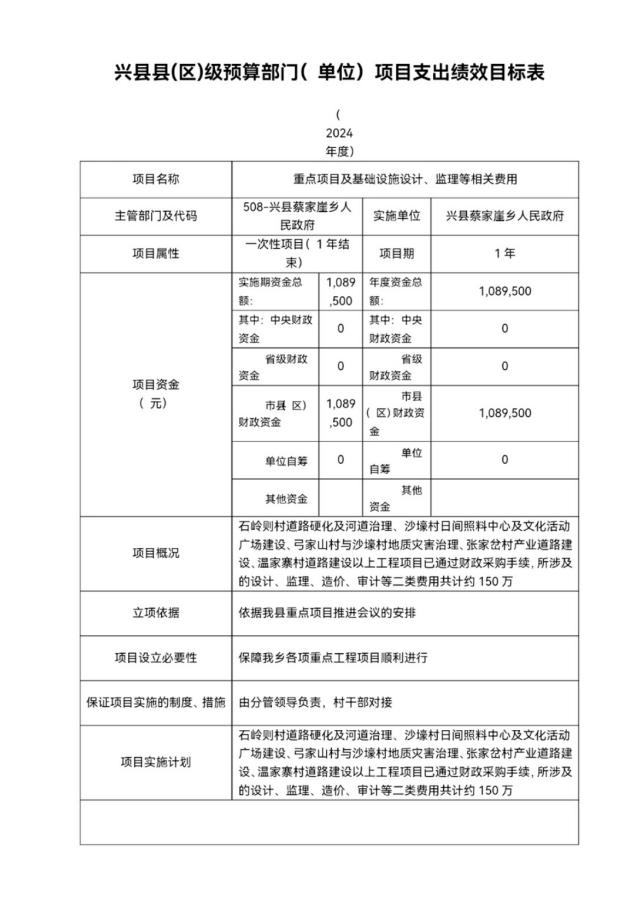 兴县县(区)级预算部门( 单位) 项目支出绩效目标表
(
2024
年度)
项目名称
重点项目及基础设施设计、监理等相关费用
主管部门及代码
508-兴县蔡家崖乡人
民政府
实施单位
兴县蔡家崖乡人民政府
项目属性
一次性项目( 1 年结
束)
项目期
1 年
项目资金
( 元)
实施期资金总
额:
1,089
,500
年度资金总
额:
1,089,500
其中: 中央财政
资金
0
其中: 中央
财政资金
0
省级财政
资金
0
省级
财政资金
0
市县( 区)
财政资金
1,089
,500
市县
( 区) 财政资
金
1,089,500
单位自筹
0
单位
自筹
0
其他资金
其他
资金
项目概况
石岭则村道路硬化及河道治理、沙壕村日间照料中心及文化活动
广场建设、弓家山村与沙壕村地质灾害治理、张家岔村产业道路建
设、温家寨村道路建设以上工程项目已通过财政采购手续, 所涉及
的设计、监理、造价、审计等二类费用共计约 150 万
立项依据
依据我县重点项目推进会议的安排
项目设立必要性
保障我乡各项重点工程项目顺利进行
保证项目实施的制度、措施
由分管领导负责, 村干部对接
项目实施计划
石岭则村道路硬化及河道治理、沙壕村日间照料中心及文化活动
广场建设、弓家山村与沙壕村地质灾害治理、张家岔村产业道路建
设、温家寨村道路建设以上工程项目已通过财政采购手续, 所涉及
的设计、监理、造价、审计等二类费用共计约 150 万